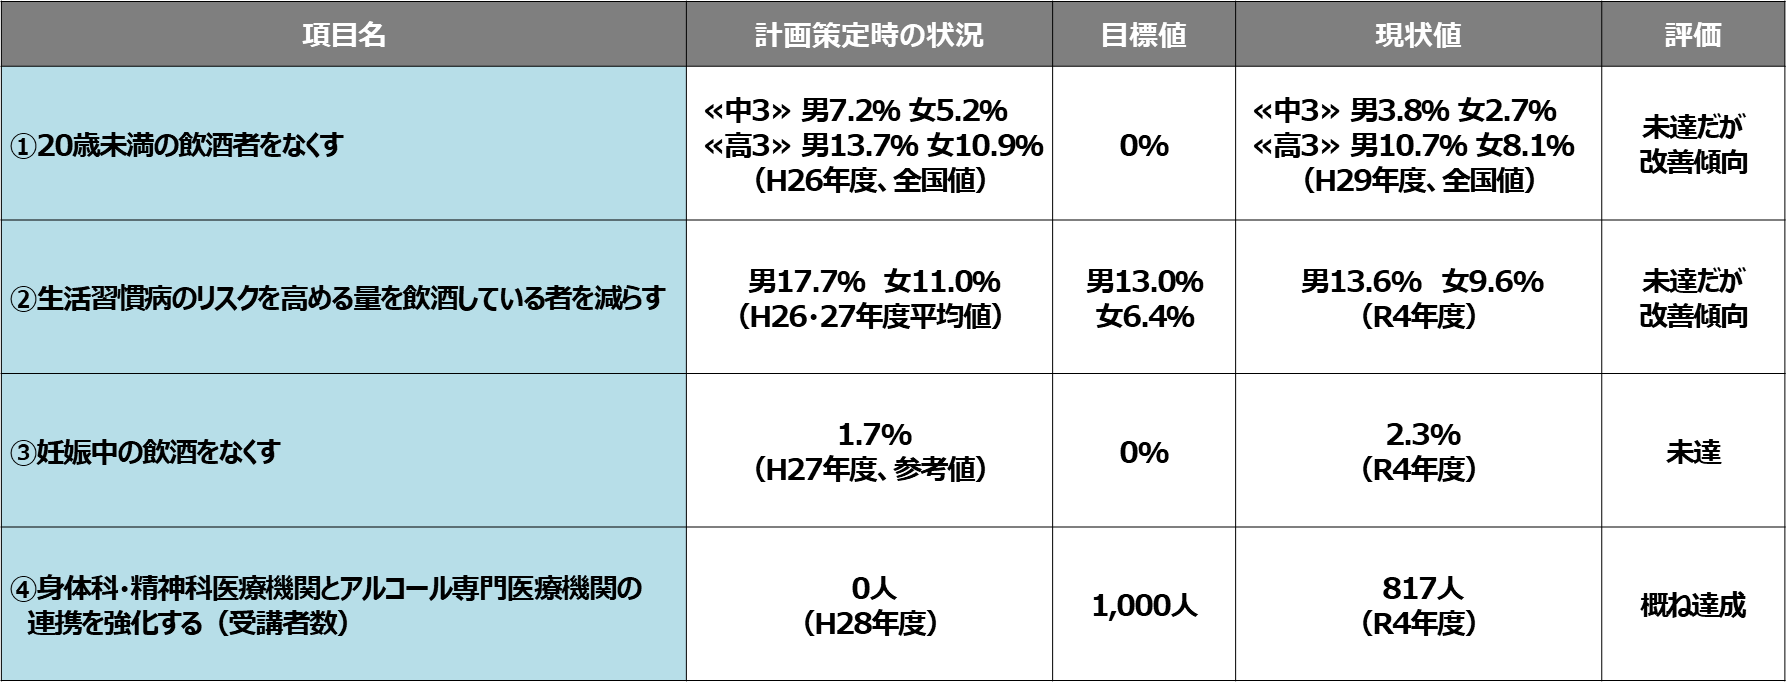 項目名
計画策定時の状況
目標値
現状値
評価
①20歳未満の飲酒者をなくす
≪中3≫ 男7.2% 女5.2%
≪高3≫ 男13.7% 女10.9%
（H26年度、全国値）
0%
≪中3≫ 男3.8% 女2.7%
≪高3≫ 男10.7% 女8.1%
（H29年度、全国値）
未達だが
改善傾向
②生活習慣病のリスクを高める量を飲酒している者を減らす
男17.7%　女11.0%
（H26・27年度平均値）
男13.0%
女6.4%
男13.6%　女9.6%
（R4年度）
未達だが
改善傾向
③妊娠中の飲酒をなくす
1.7%
（H27年度、参考値）
0%
2.3%
（R4年度）
未達
④身体科・精神科医療機関とアルコール専門医療機関の
連携を強化する（受講者数）
0人
（H28年度）
1,000人
817人
（R4年度）
概ね達成